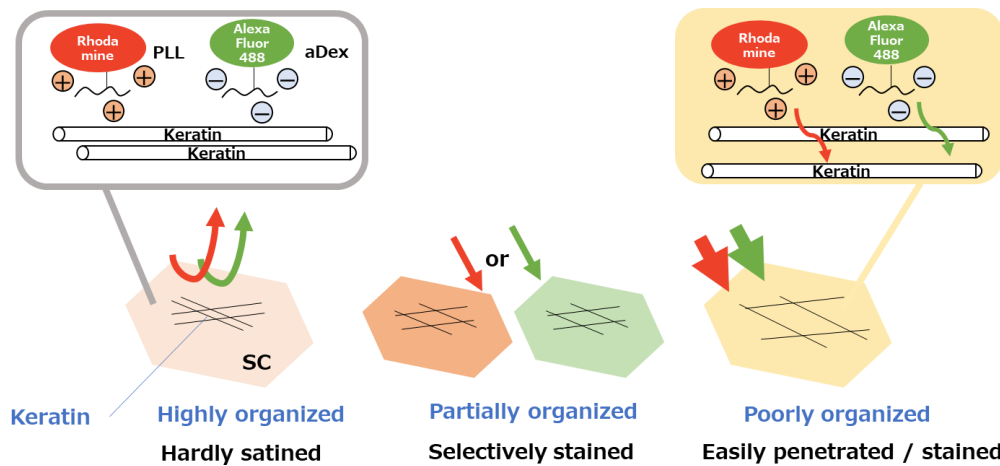 Rhoda
mine
PLL
Alexa
Fluor
488
aDex
+
+
+
−
−
−
Keratin
Keratin
Rhoda
mine
Alexa
Fluor
488
+
+
+
−
−
−
Keratin
Keratin
or
SC
Keratin
Highly organized
Partially organized
Poorly organized
Hardly satined
Selectively stained
Easily penetrated / stained